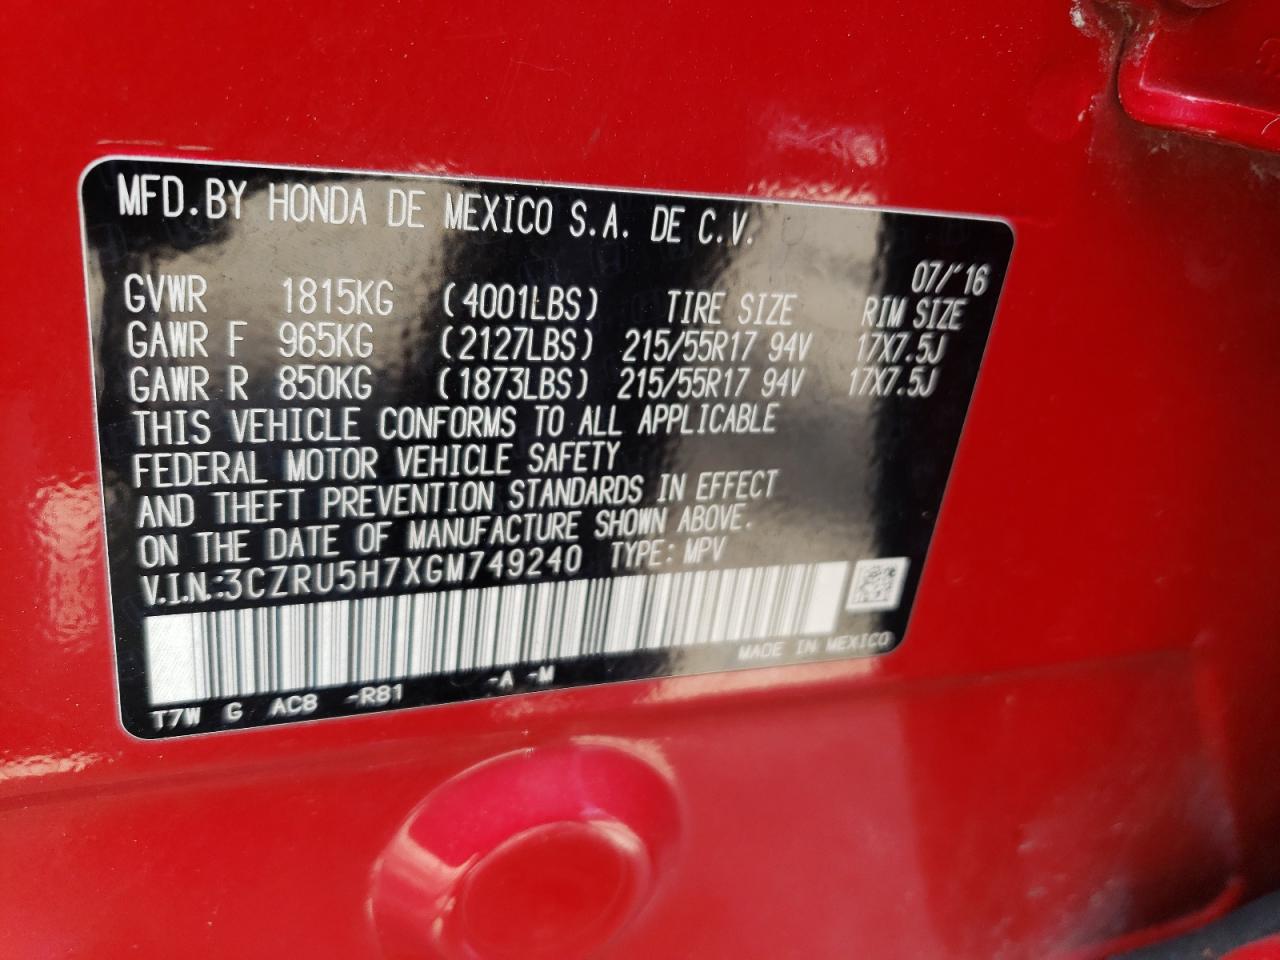 MFD.BY HONDA DE MEXICO S.A. DE C.V.
07/'16
GVWR 1815KG (4001LBS) TIRE SIZE RIM SIZE
GAWR F 965KG (2127LBS) 215/55R17 94V 17X7.5J
GAWR R 850KG (1873LBS) 215/55R17 94V 17X7.5J
THIS VEHICLE CONFORMS TO ALL APPLICABLE
FEDERAL MOTOR VEHICLE SAFETY
AND THEFT PREVENTION STANDARDS IN EFFECT
ON THE DATE OF MANUFACTURE SHOWN ABOVE.
V.I.N.:3CZRU5H7XGM749240 TYPE: MPV
MADE IN MEXICO
T7W G AC8 -R81 -A -M